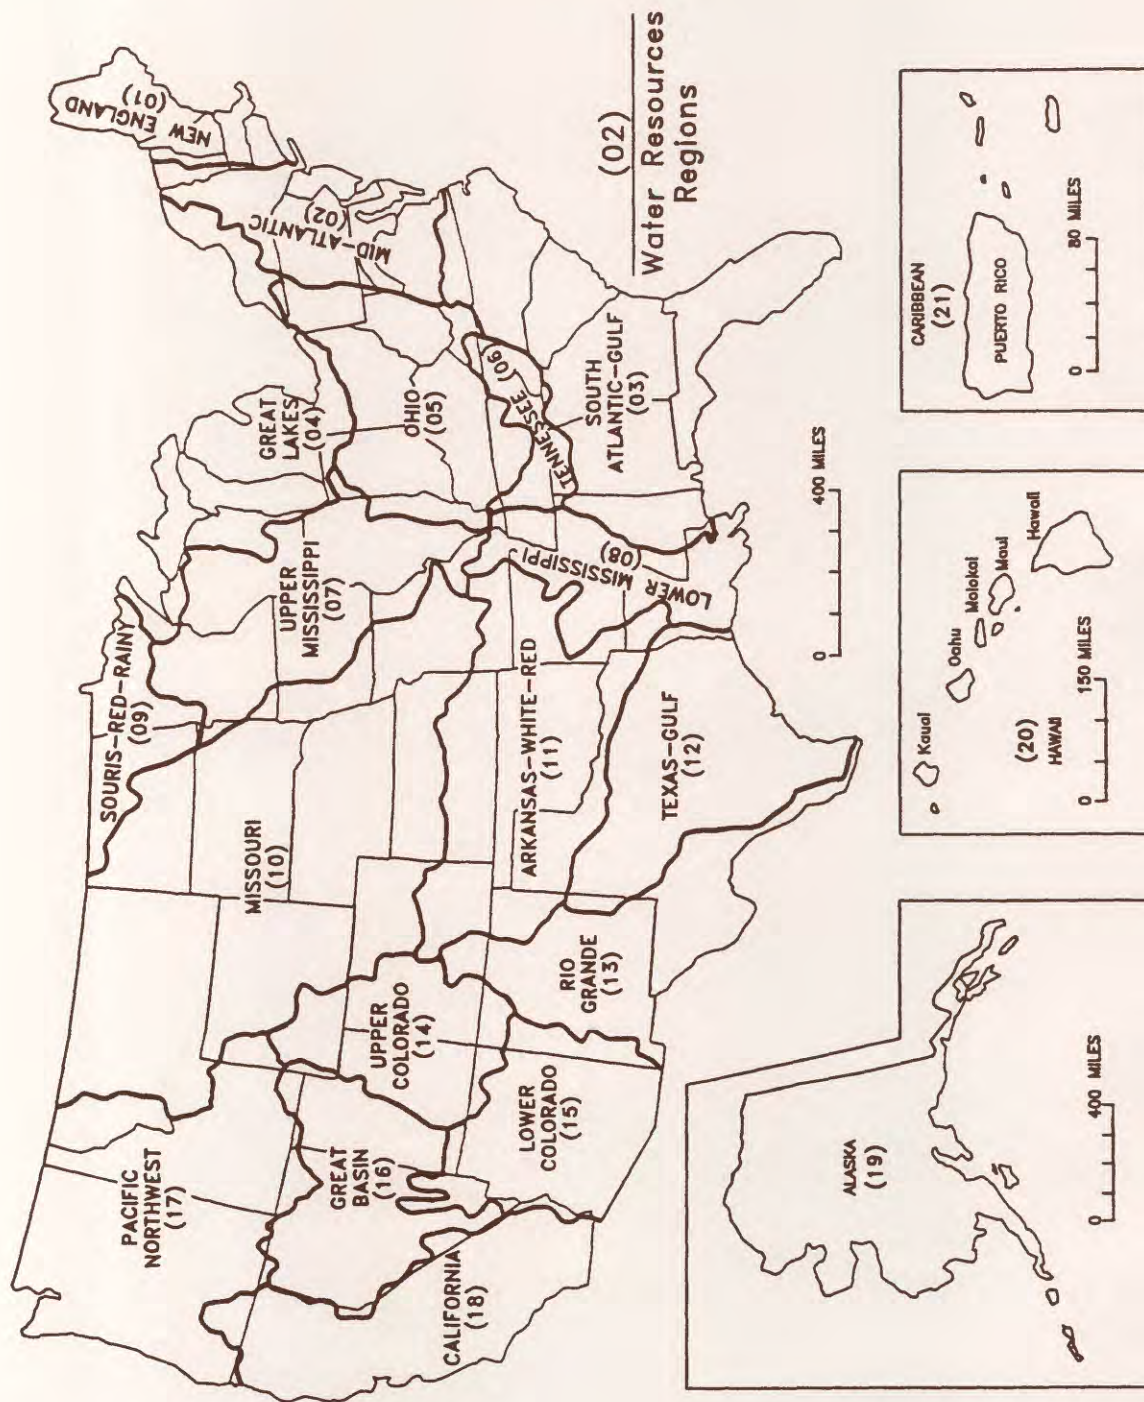 SOURIS-RED-RAINY
(09)
PACIFIC
NORTHWEST
(17)
MISSOURI
(10)
UPPER
MISSISSIPPI
(07)
GREAT
LAKES
(04)
NEW ENGLAND
(01)
MID-ATLANTIC
(02)
GREAT
BASIN
(16)
UPPER
COLORADO
(14)
OHIO
(05)
CALIFORNIA
(18)
LOWER
COLORADO
(15)
RIO
GRANDE
(13)
ARKANSAS-WHITE-RED
(11)
TEXAS-GULF
(12)
LOWER MISSISSIPPI
(08)
TENNESSEE (06)
SOUTH
ATLANTIC-GULF
(03)
(02)
Water Resources
Regions
0 400 MILES
ALASKA
(19)
0 400 MILES
Kauai
Oahu
Molokai
Maui
Hawaii
(20)
HAWAII
0 150 MILES
CARIBBEAN
(21)
PUERTO RICO
0 80 MILES